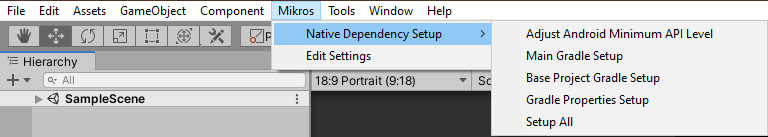 File Edit Assets GameObject Component Mikros Tools Window Help
Native Dependency Setup
Edit Settings
Adjust Android Minimum API Level
Main Gradle Setup
Base Project Gradle Setup
Gradle Properties Setup
Setup All
Hierarchy
All
SampleScene
18:9 Portrait (9:18)